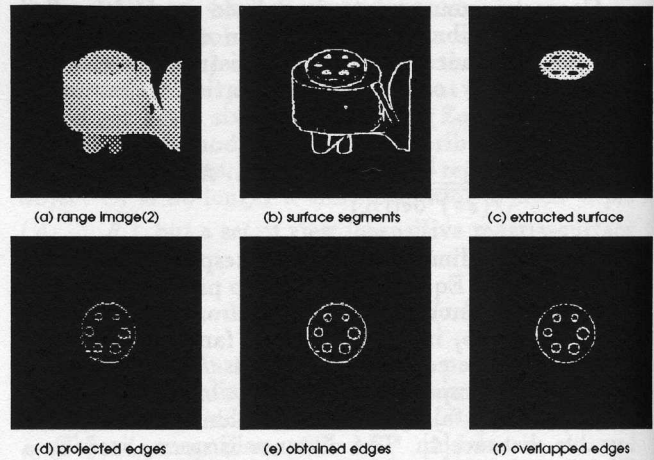 (a) range image(2)
(b) surface segments
(c) extracted surface
(d) projected edges
(e) obtained edges
(f) overlapped edges